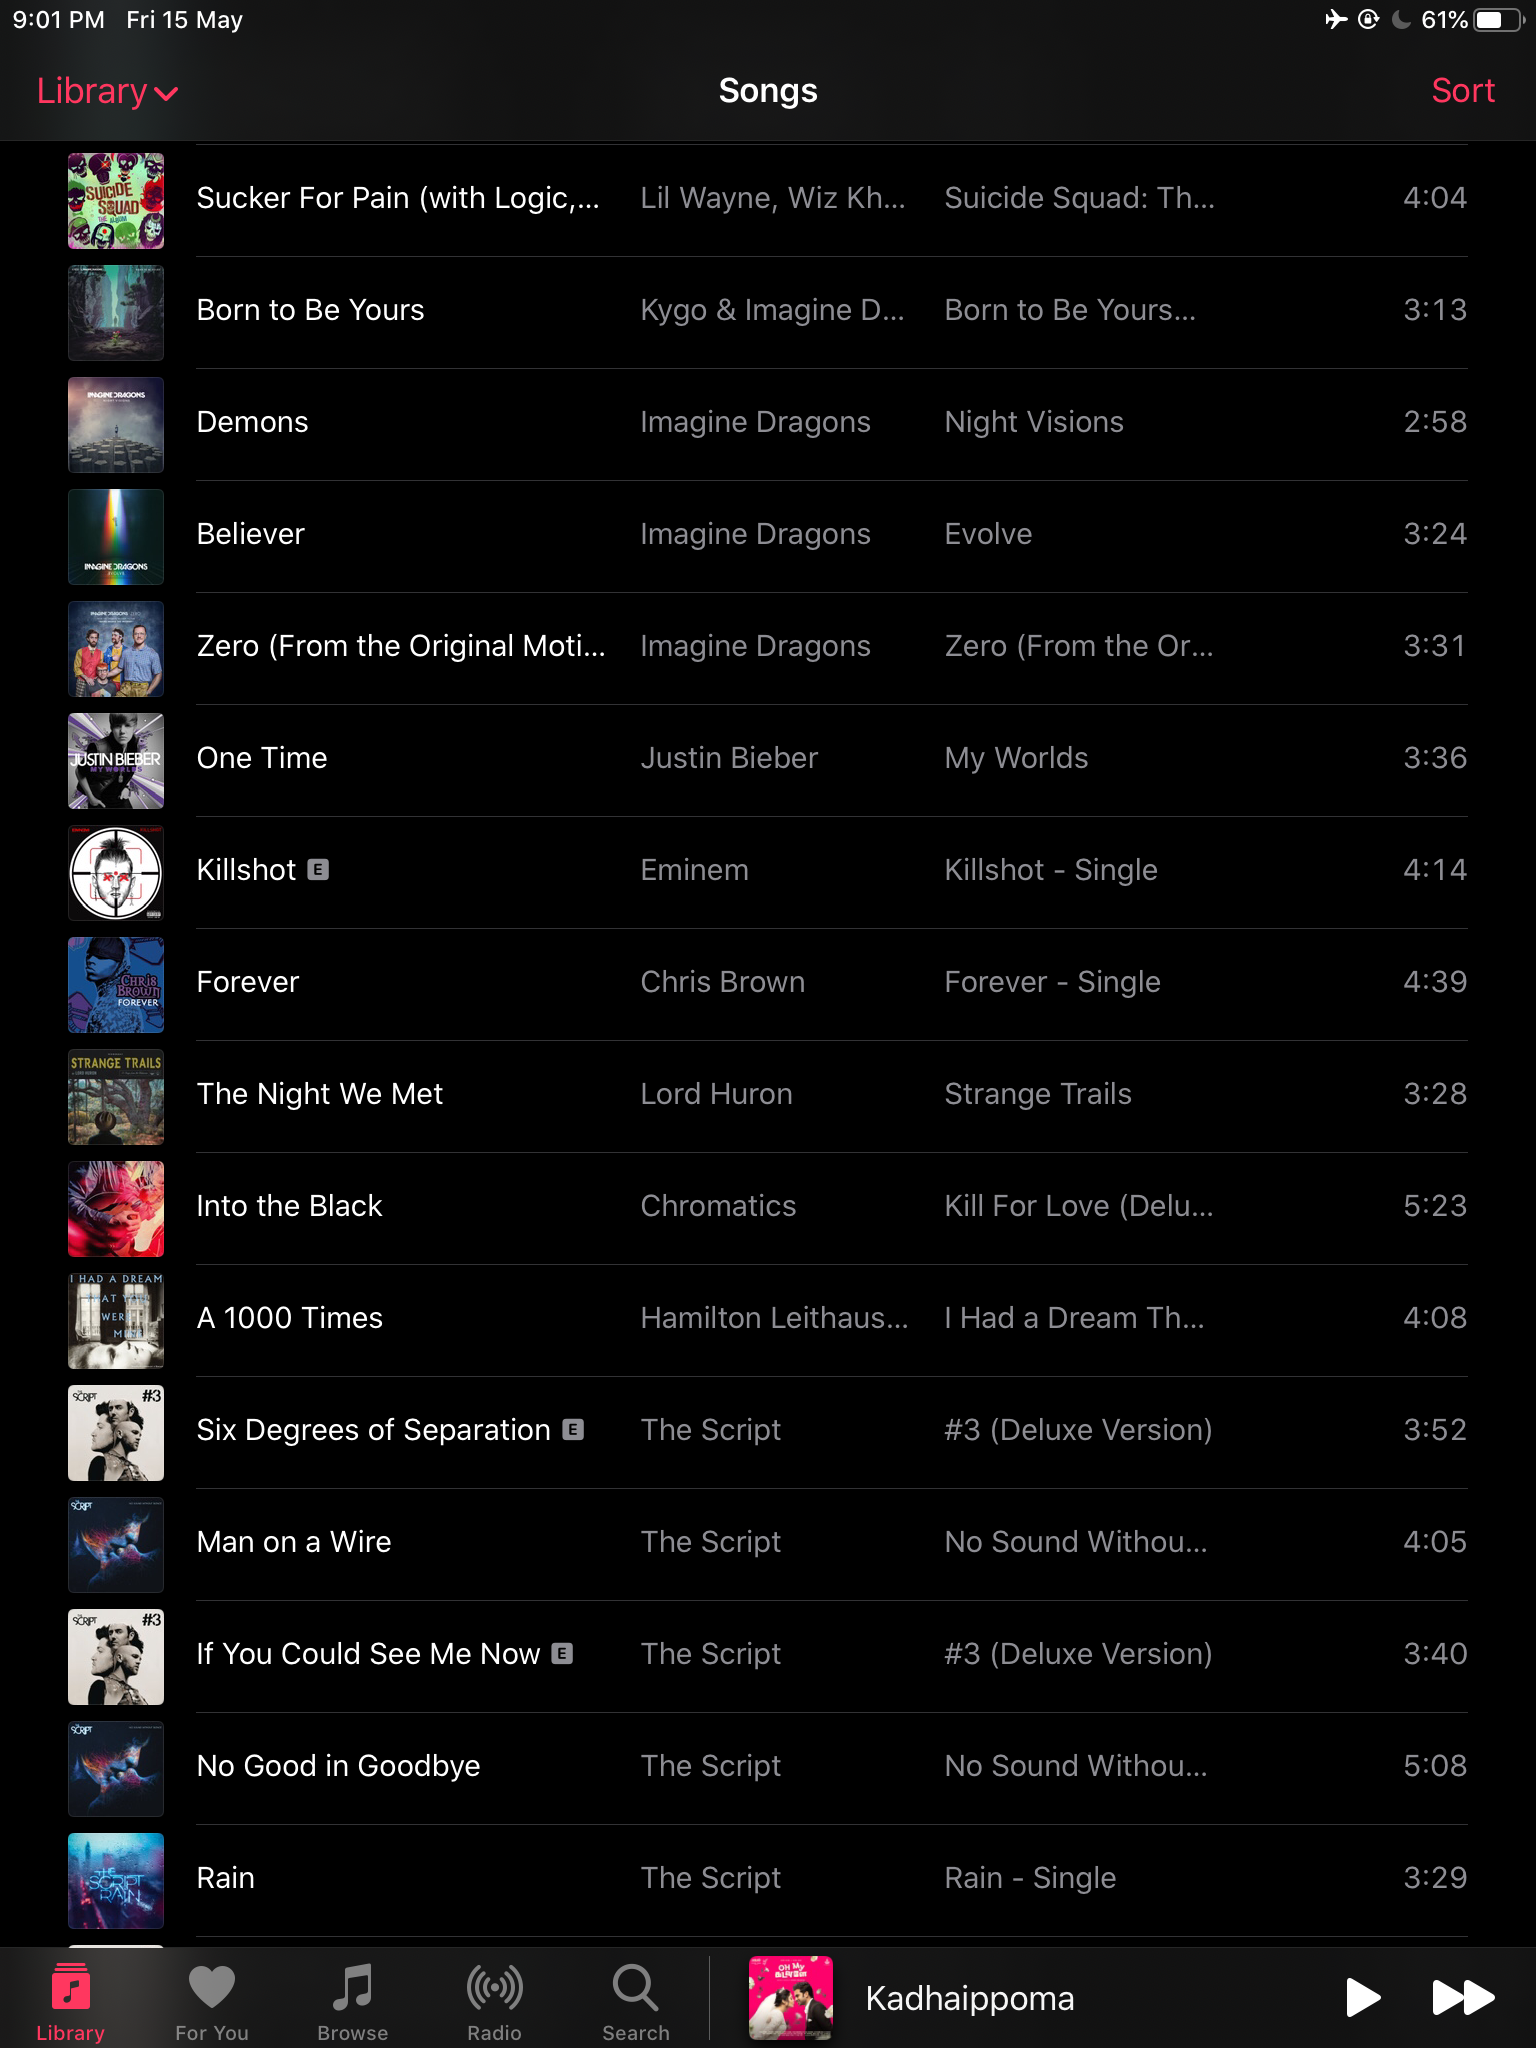 9:01 PM Fri 15 May 61%
Library Songs Sort
Sucker For Pain (with Logic,... Lil Wayne, Wiz Kh... Suicide Squad: Th... 4:04
Born to Be Yours Kygo & Imagine D... Born to Be Yours... 3:13
Demons Imagine Dragons Night Visions 2:58
Believer Imagine Dragons Evolve 3:24
Zero (From the Original Moti... Imagine Dragons Zero (From the Or... 3:31
One Time Justin Bieber My Worlds 3:36
Killshot E Eminem Killshot - Single 4:14
Forever Chris Brown Forever - Single 4:39
The Night We Met Lord Huron Strange Trails 3:28
Into the Black Chromatics Kill For Love (Delu... 5:23
A 1000 Times Hamilton Leithaus... I Had a Dream Th... 4:08
Six Degrees of Separation E The Script #3 (Deluxe Version) 3:52
Man on a Wire The Script No Sound Withou... 4:05
If You Could See Me Now E The Script #3 (Deluxe Version) 3:40
No Good in Goodbye The Script No Sound Withou... 5:08
Rain The Script Rain - Single 3:29
Library For You Browse Radio Search Kadhaippoma